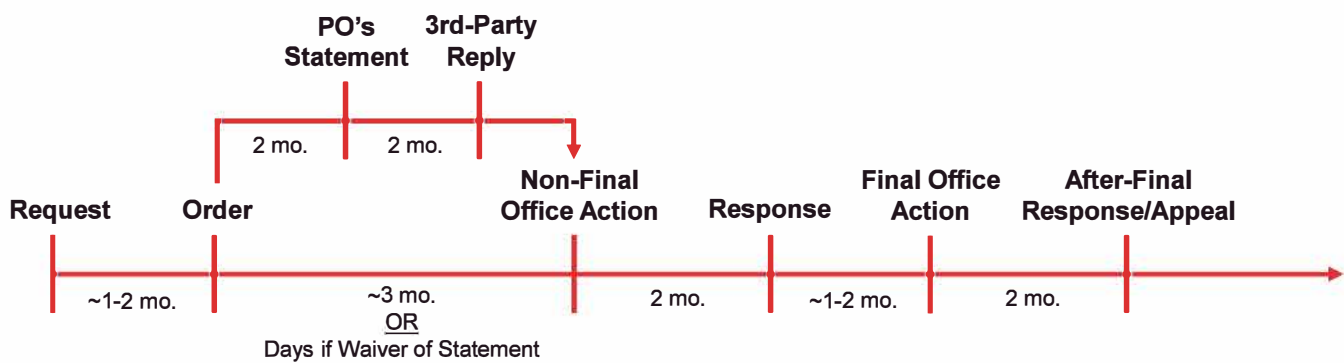 PO's
Statement
3rd-Party
Reply
2 mo.
2 mo.
Request
Order
Non-Final
Office Action
Response
Final Office
Action
After-Final
Response/Appeal
~1-2 mo.
~3 mo.
OR
Days if Waiver of Statement
2 mo.
~1-2 mo.
2 mo.